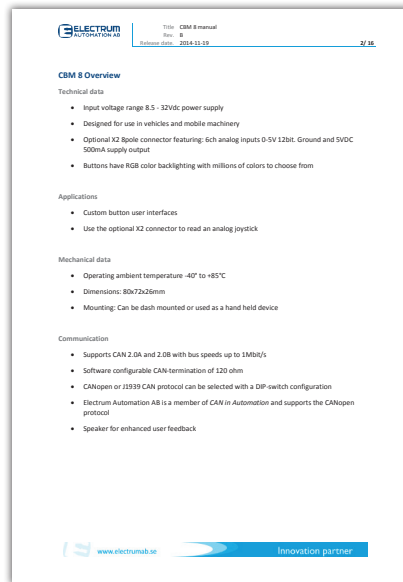 ELECTRUM
AUTOMATION AB
Title CBM 8 manual
Rev. B
Release date. 2014-11-19 2/ 16
CBM 8 Overview
Technical data
• Input voltage range 8.5 - 32Vdc power supply
• Designed for use in vehicles and mobile machinery
• Optional X2 8pole connector featuring: 6ch analog inputs 0-5V 12bit. Ground and 5VDC
500mA supply output
• Buttons have RGB color backlighting with millions of colors to choose from
Applications
• Custom button user interfaces
• Use the optional X2 connector to read an analog joystick
Mechanical data
• Operating ambient temperature -40° to +85°C
• Dimensions: 80x72x26mm
• Mounting: Can be dash mounted or used as a hand held device
Communication
• Supports CAN 2.0A and 2.0B with bus speeds up to 1Mbit/s
• Software configurable CAN-termination of 120 ohm
• CANopen or J1939 CAN protocol can be selected with a DIP-switch configuration
• Electrum Automation AB is a member of CAN in Automation and supports the CANopen
protocol
• Speaker for enhanced user feedback
www.electrumab.se Innovation partner